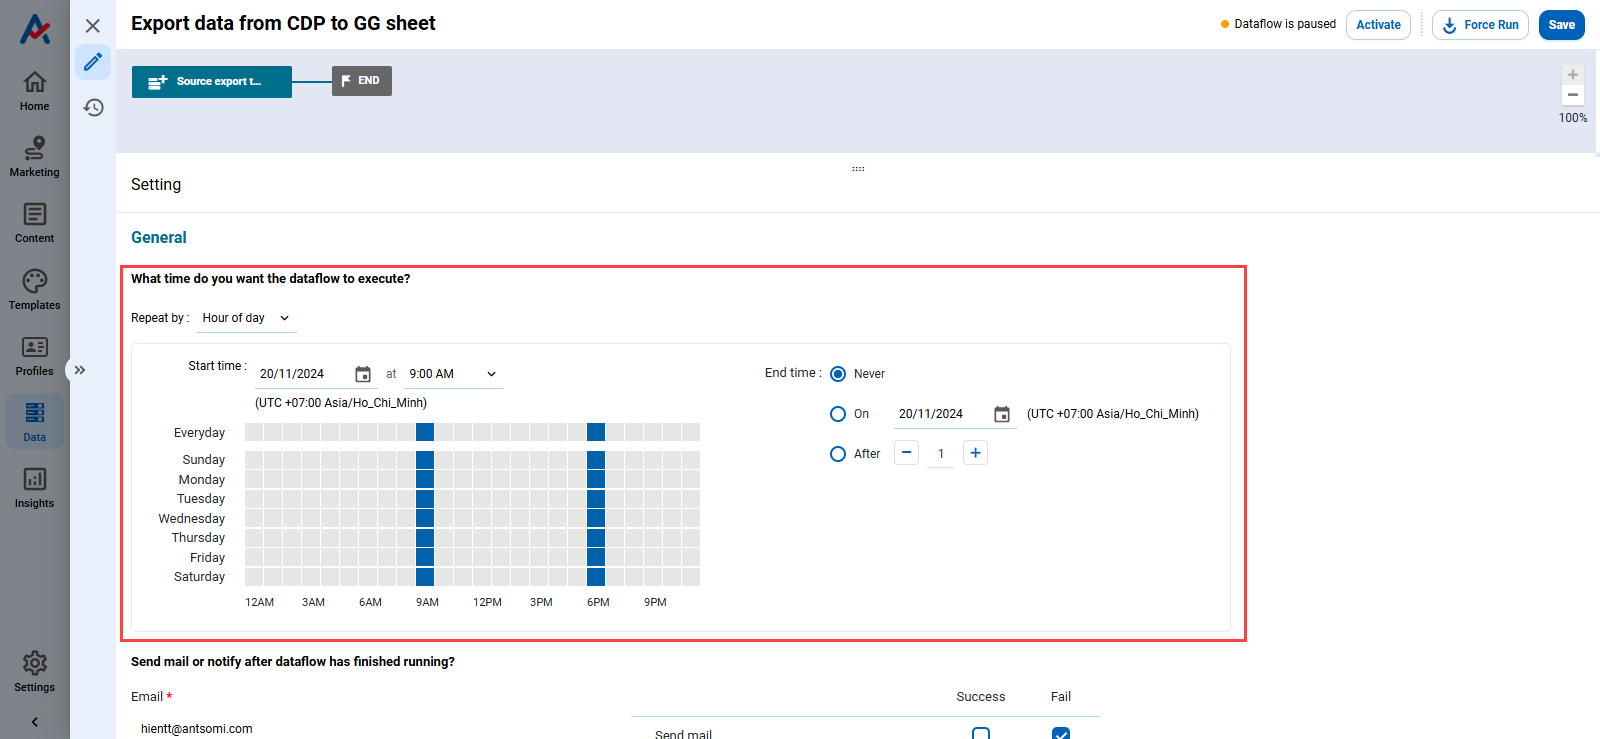 Export data from CDP to GG sheet
Dataflow is paused
Activate
Force Run
Save
Source export t...
END
100%
Home
Marketing
Content
Templates
Profiles
Data
Insights
Settings
Setting
General
What time do you want the dataflow to execute?
Repeat by : Hour of day
Start time : 20/11/2024 at 9:00 AM
(UTC +07:00 Asia/Ho_Chi_Minh)
End time : Never
On 20/11/2024 (UTC +07:00 Asia/Ho_Chi_Minh)
After 1
Everyday
Sunday
Monday
Tuesday
Wednesday
Thursday
Friday
Saturday
12AM 3AM 6AM 9AM 12PM 3PM 6PM 9PM
Send mail or notify after dataflow has finished running?
Email * Success Fail
hientt@antsomi.com
Send mail